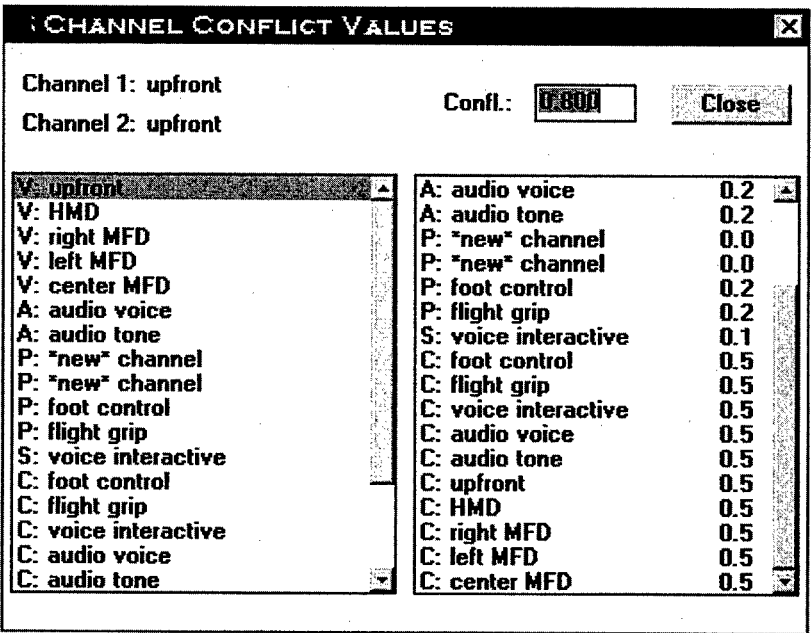 CHANNEL CONFLICT VALUES
Channel 1: upfront
Channel 2: upfront
Confl.: 0.800
Close
V: upfront
V: HMD
V: right MFD
V: left MFD
V: center MFD
A: audio voice
A: audio tone
P: *new* channel
P: *new* channel
P: foot control
P: flight grip
S: voice interactive
C: foot control
C: flight grip
C: voice interactive
C: audio voice
C: audio tone
A: audio voice 0.2
A: audio tone 0.2
P: *new* channel 0.0
P: *new* channel 0.0
P: foot control 0.2
P: flight grip 0.2
S: voice interactive 0.1
C: foot control 0.5
C: flight grip 0.5
C: voice interactive 0.5
C: audio voice 0.5
C: audio tone 0.5
C: upfront 0.5
C: HMD 0.5
C: right MFD 0.5
C: left MFD 0.5
C: center MFD 0.5